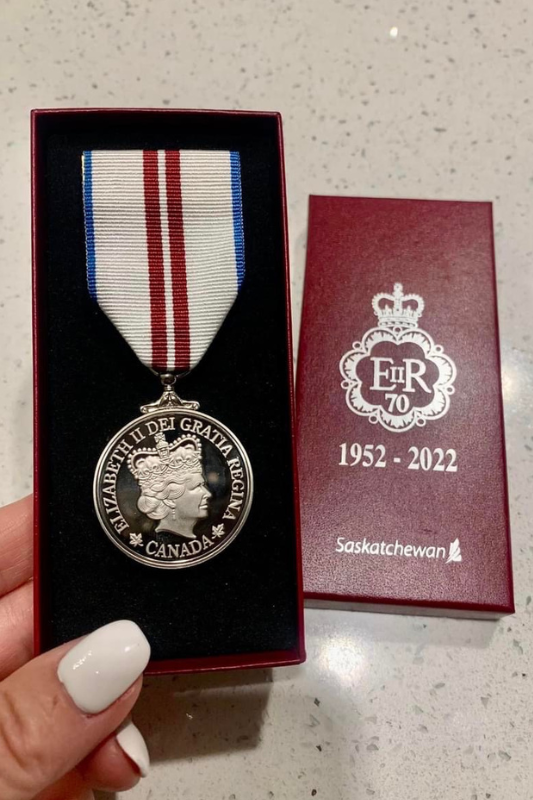 ELIZABETH II DEI GRATIA REGINA
CANADA
EIIR
70
1952 - 2022
Saskatchewan